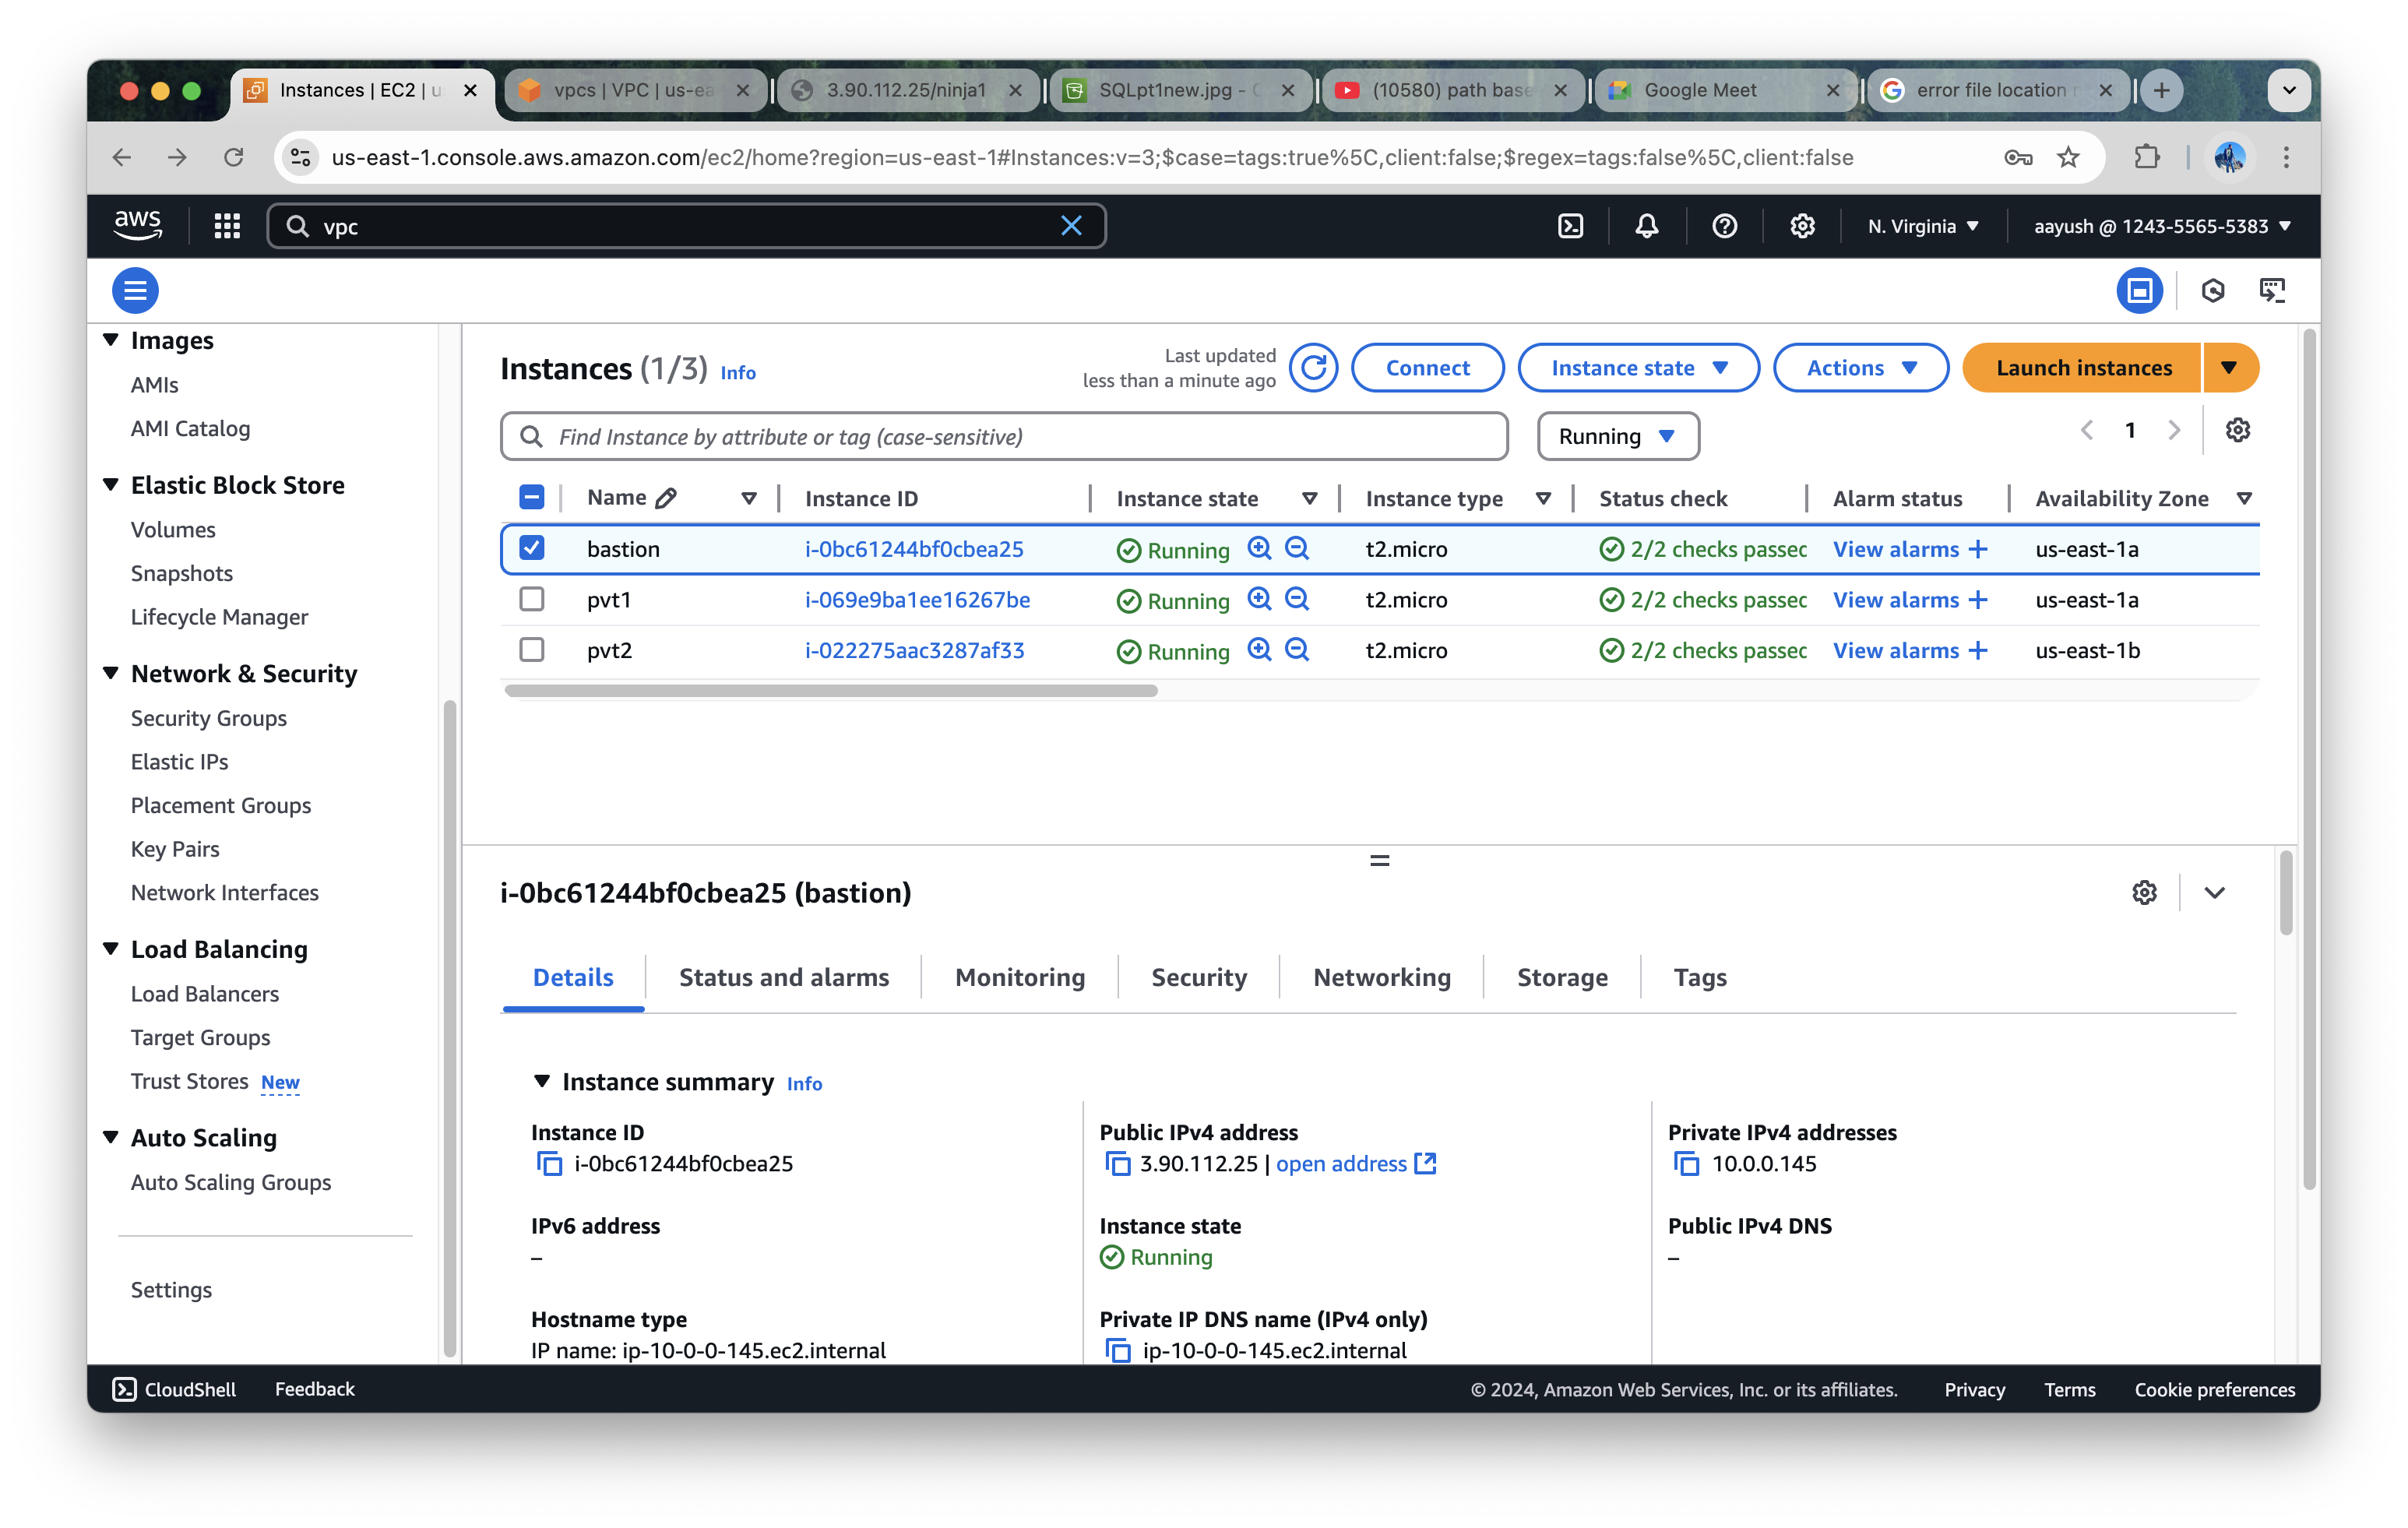 Instances | EC2 | u
vpcs | VPC | us-ea
3.90.112.25/ninja1
SQLpt1new.jpg -
(10580) path base
Google Meet
error file location
us-east-1.console.aws.amazon.com/ec2/home?region=us-east-1#Instances:v=3;$case=tags:true%5C,client:false;$regex=tags:false%5C,client:false
aws
vpc
N. Virginia
aayush @ 1243-5565-5383
Images
AMIs
AMI Catalog
Elastic Block Store
Volumes
Snapshots
Lifecycle Manager
Network & Security
Security Groups
Elastic IPs
Placement Groups
Key Pairs
Network Interfaces
Load Balancing
Load Balancers
Target Groups
Trust Stores New
Auto Scaling
Auto Scaling Groups
Settings
Instances (1/3) Info
Last updated
less than a minute ago
Connect
Instance state
Actions
Launch instances
Find Instance by attribute or tag (case-sensitive)
Running
1
Name Instance ID Instance state Instance type Status check Alarm status Availability Zone
bastion i-0bc61244bf0cbea25 Running t2.micro 2/2 checks passec View alarms + us-east-1a
pvt1 i-069e9ba1ee16267be Running t2.micro 2/2 checks passec View alarms + us-east-1a
pvt2 i-022275aac3287af33 Running t2.micro 2/2 checks passec View alarms + us-east-1b
i-0bc61244bf0cbea25 (bastion)
Details Status and alarms Monitoring Security Networking Storage Tags
Instance summary Info
Instance ID
i-0bc61244bf0cbea25
Public IPv4 address
3.90.112.25 | open address
Private IPv4 addresses
10.0.0.145
IPv6 address
–
Instance state
Running
Public IPv4 DNS
–
Hostname type
IP name: ip-10-0-0-145.ec2.internal
Private IP DNS name (IPv4 only)
ip-10-0-0-145.ec2.internal
CloudShell
Feedback
© 2024, Amazon Web Services, Inc. or its affiliates.
Privacy
Terms
Cookie preferences